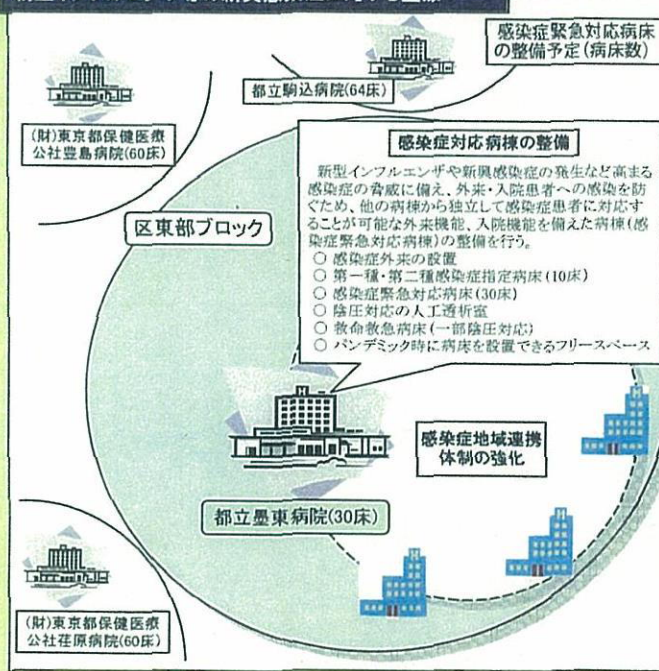 感染症緊急対応病床
の整備予定(病床数)
都立駒込病院(64床)
(財)東京都保健医療
公社豊島病院(60床)
感染症対応病棟の整備
新型インフルエンザや新興感染症の発生など高まる
感染症の脅威に備え、外来・入院患者への感染を防
ぐため、他の病棟から独立して感染症患者に対応す
ることが可能な外来機能、入院機能を備えた病棟(感
染症緊急対応病棟)の整備を行う。
○ 感染症外来の設置
○ 第一種・第二種感染症指定病床(10床)
○ 感染症緊急対応病床(30床)
○ 陰圧対応の人工透析室
○ 救命救急病床(一部陰圧対応)
○ パンデミック時に病床を設置できるフリースペース
区東部ブロック
感染症地域連携
体制の強化
都立墨東病院(30床)
(財)東京都保健医療
公社荏原病院(60床)